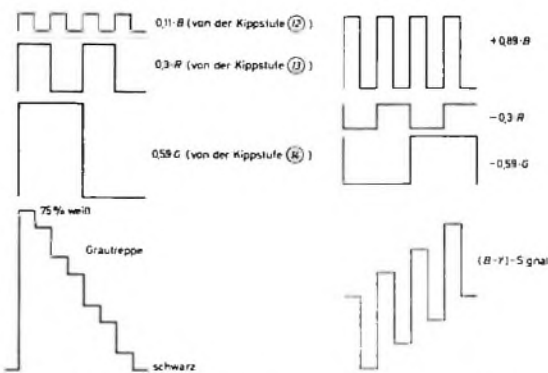 0,11·B (von der Kippstufe 12)
0,3·R (von der Kippstufe 13)
0,59·G (von der Kippstufe 14)
75% weiß
Grautreppe
schwarz
+0,89·B
−0,3·R
−0,59·G
(B-Y)-Signal